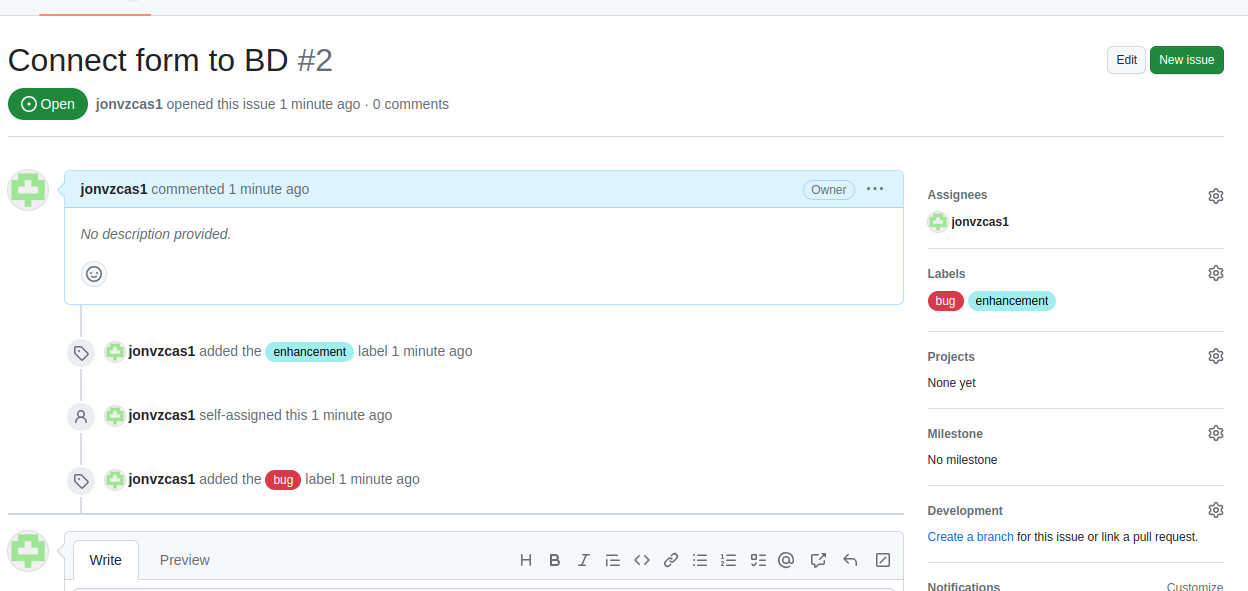 Connect form to BD #2
Edit
New issue
Open
jonvzcas1 opened this issue 1 minute ago · 0 comments
jonvzcas1 commented 1 minute ago
Owner
No description provided.
jonvzcas1 added the enhancement label 1 minute ago
jonvzcas1 self-assigned this 1 minute ago
jonvzcas1 added the bug label 1 minute ago
Write
Preview
Assignees
jonvzcas1
Labels
bug enhancement
Projects
None yet
Milestone
No milestone
Development
Create a branch for this issue or link a pull request.
Notifications
Customize